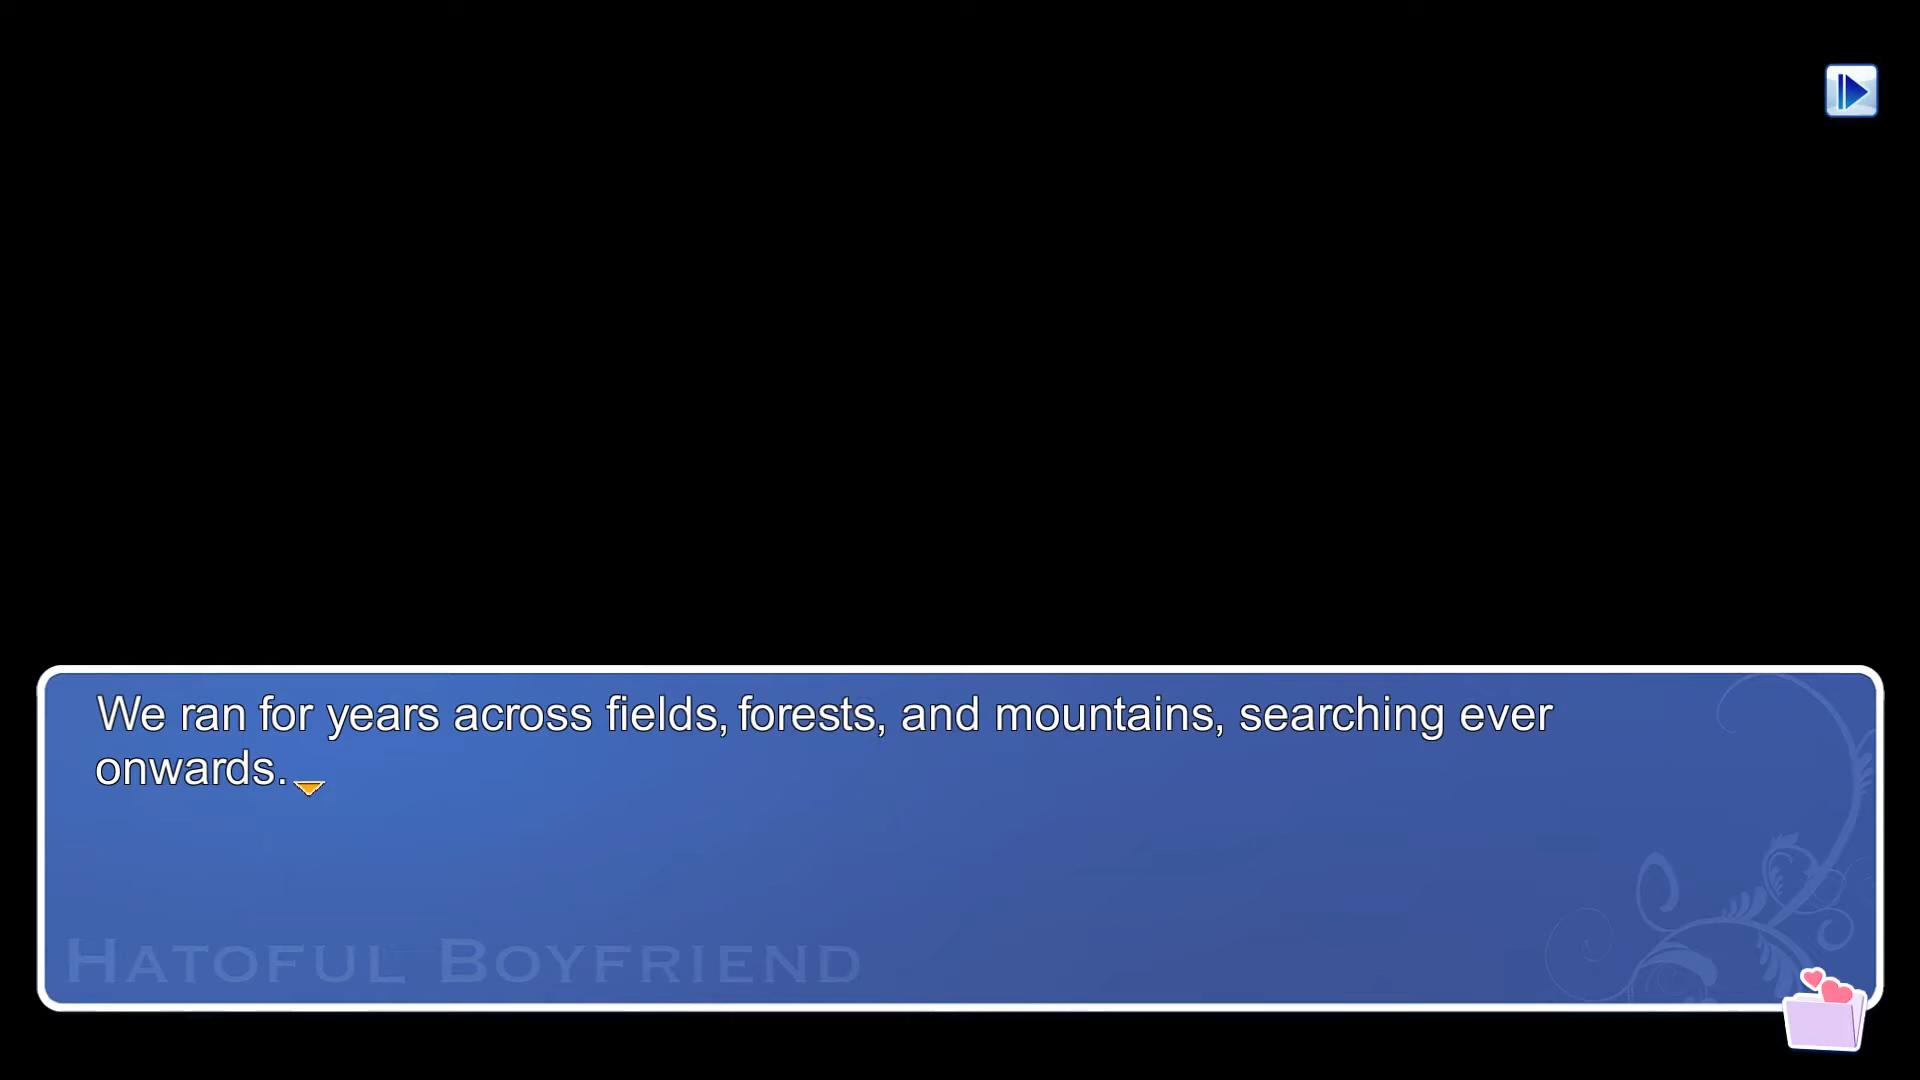 We ran for years across fields, forests, and mountains, searching ever
onwards.
HATOFUL BOYFRIEND